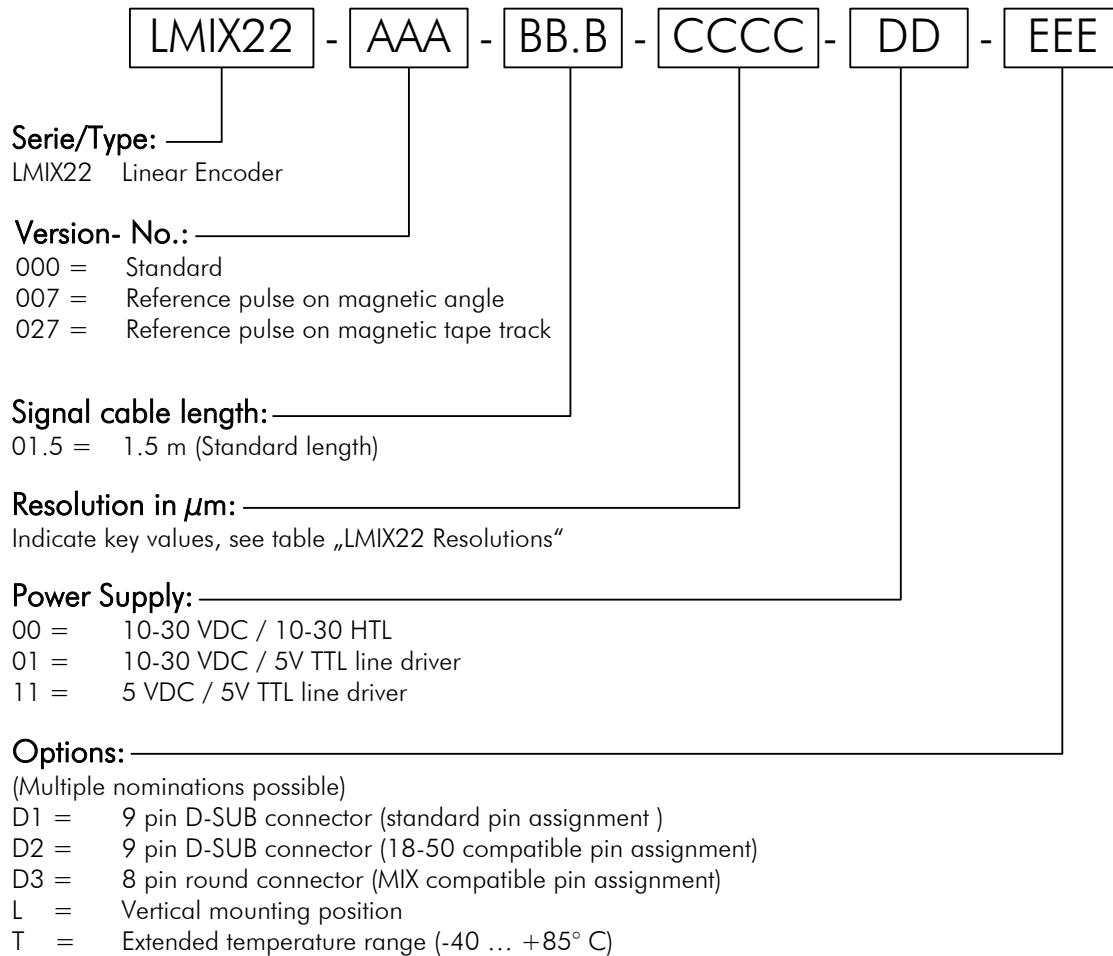 LMIX22 - AAA - BB.B - CCCC - DD - EEE
Serie/Type:
LMIX22 Linear Encoder
Version- No.:
000 = Standard
007 = Reference pulse on magnetic angle
027 = Reference pulse on magnetic tape track
Signal cable length:
01.5 = 1.5 m (Standard length)
Resolution in µm:
Indicate key values, see table „LMIX22 Resolutions“
Power Supply:
00 = 10-30 VDC / 10-30 HTL
01 = 10-30 VDC / 5V TTL line driver
11 = 5 VDC / 5V TTL line driver
Options:
(Multiple nominations possible)
D1 = 9 pin D-SUB connector (standard pin assignment )
D2 = 9 pin D-SUB connector (18-50 compatible pin assignment)
D3 = 8 pin round connector (MIX compatible pin assignment)
L = Vertical mounting position
T = Extended temperature range (-40 … +85° C)